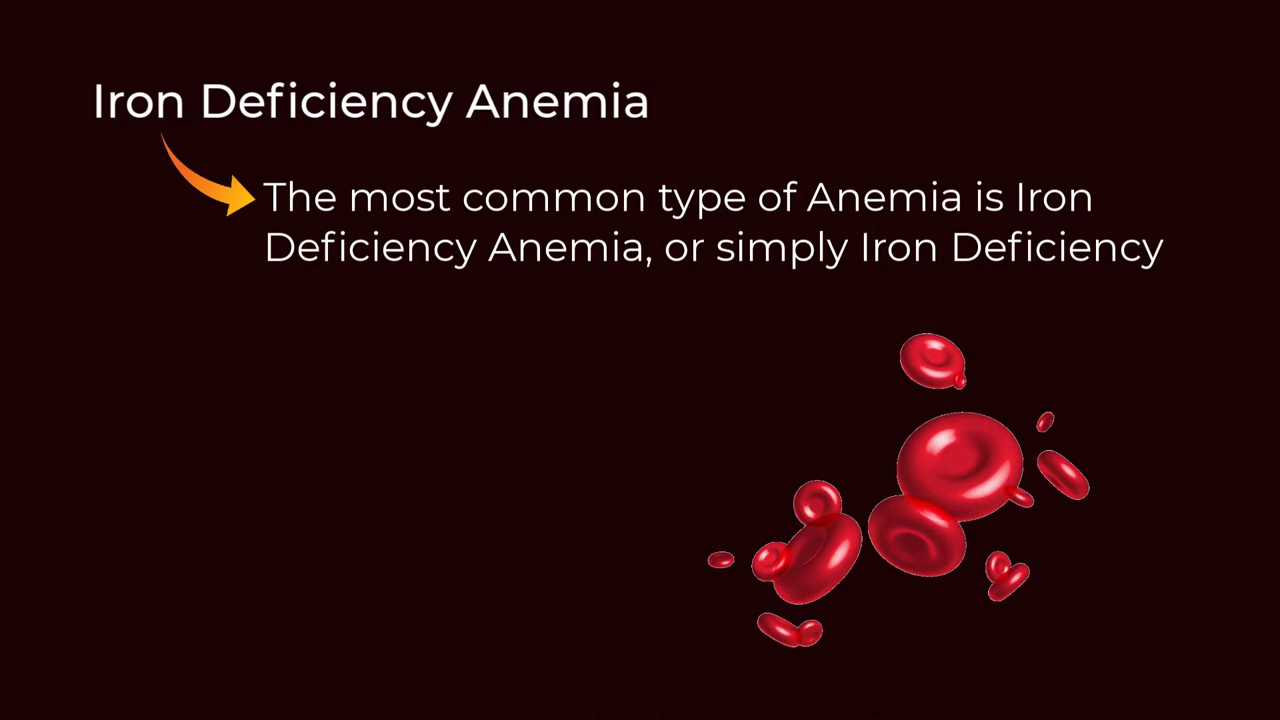 Iron Deficiency Anemia
The most common type of Anemia is Iron
Deficiency Anemia, or simply Iron Deficiency